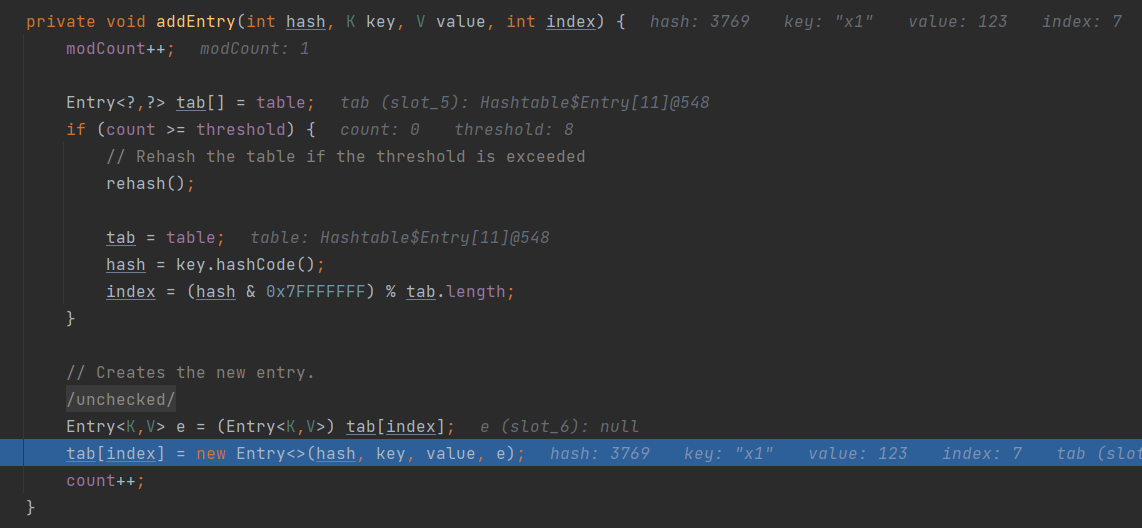 private void addEntry(int hash, K key, V value, int index) {  hash: 3769  key: "x1"  value: 123  index: 7
    modCount++;  modCount: 1

    Entry<?,?> tab[] = table;  tab (slot_5): Hashtable$Entry[11]@548
    if (count >= threshold) {  count: 0  threshold: 8
        // Rehash the table if the threshold is exceeded
        rehash();

        tab = table;  table: Hashtable$Entry[11]@548
        hash = key.hashCode();
        index = (hash & 0x7FFFFFFF) % tab.length;
    }

    // Creates the new entry.
    /unchecked/
    Entry<K,V> e = (Entry<K,V>) tab[index];  e (slot_6): null
    tab[index] = new Entry<>(hash, key, value, e);  hash: 3769  key: "x1"  value: 123  index: 7  tab (slot
    count++;
}